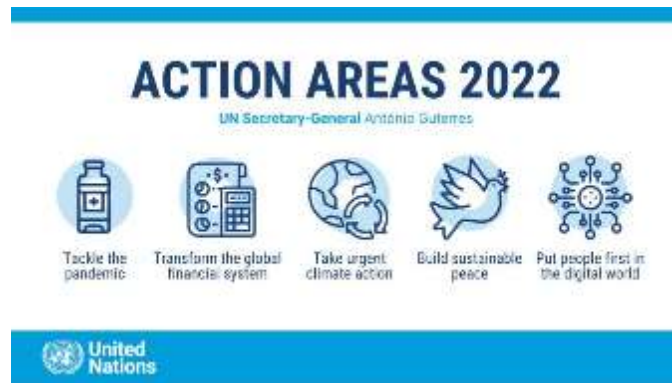 ACTION AREAS 2022
UN Secretary-General António Guterres
Tackle the
pandemic
Transform the global
financial system
Take urgent
climate action
Build sustainable
peace
Put people first in
the digital world
United
Nations